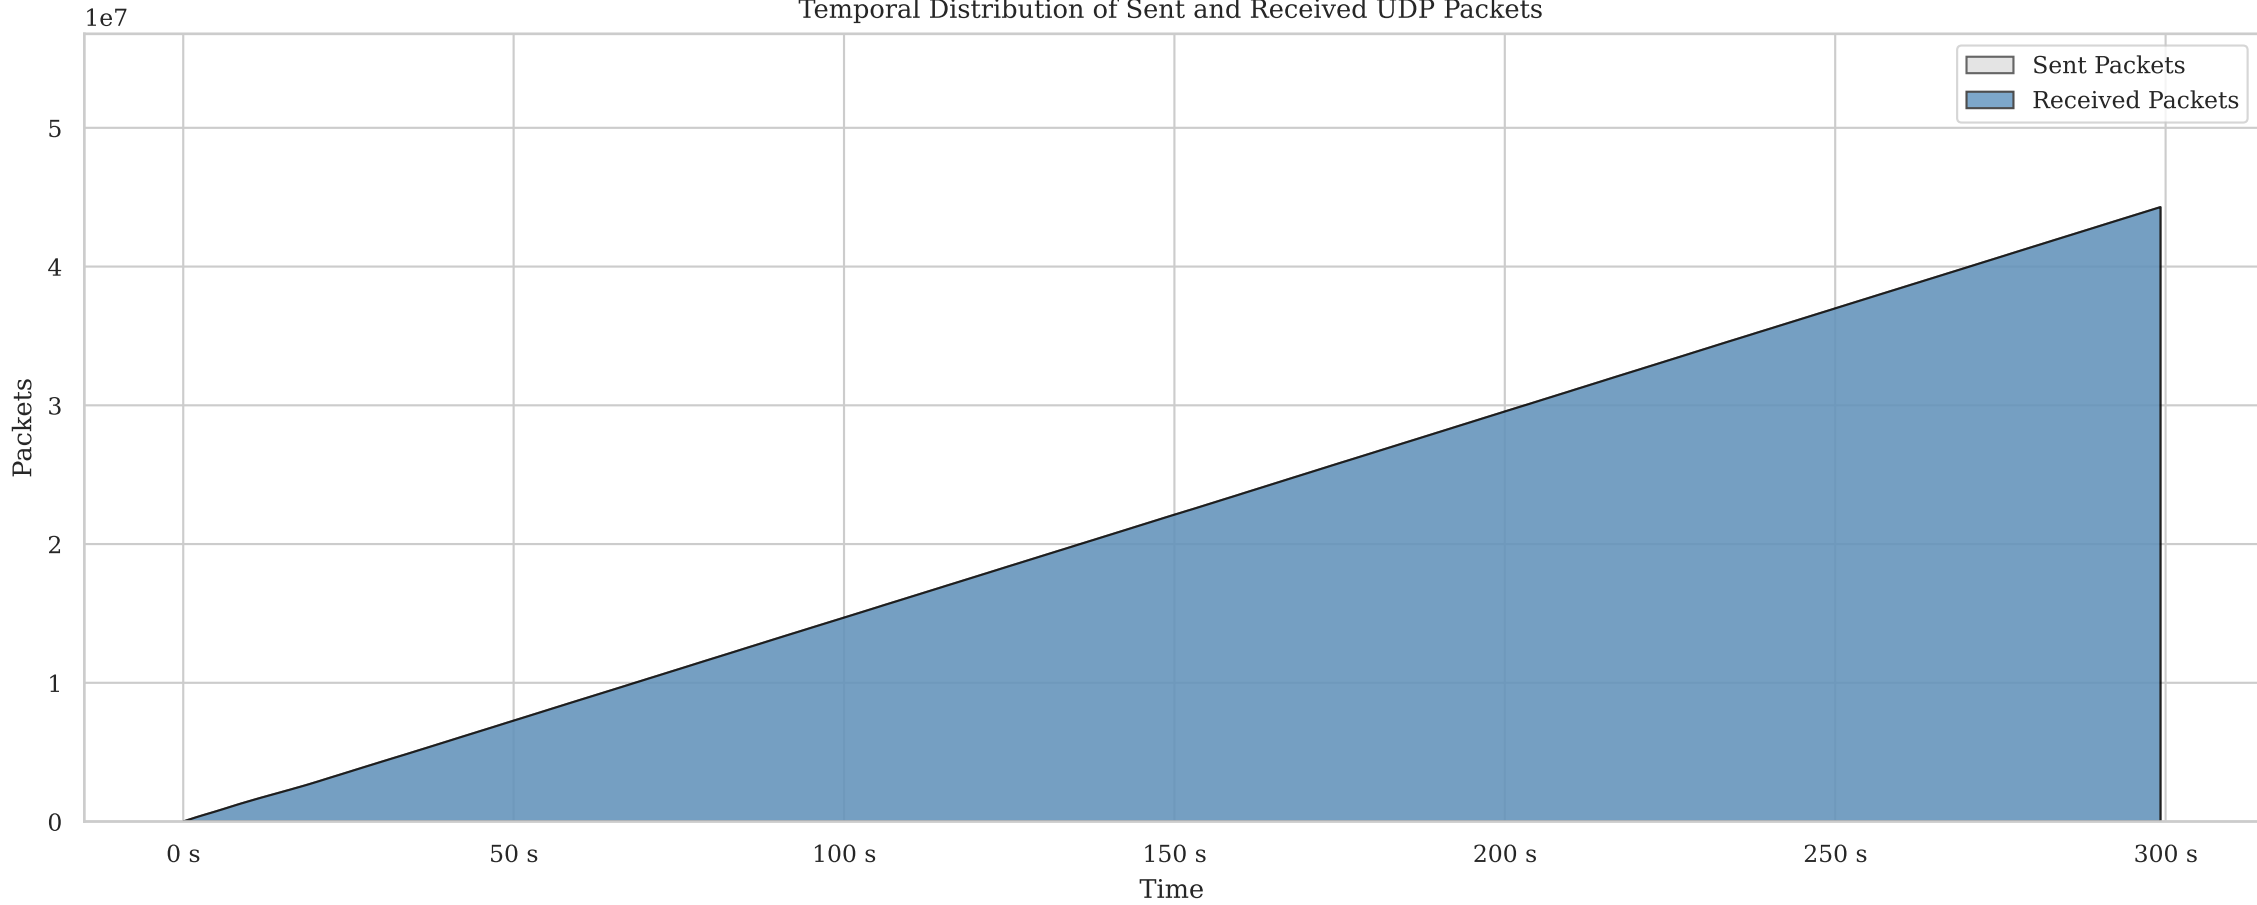 Temporal Distribution of Sent and Received UDP Packets
1e7
Sent Packets
Received Packets
5
4
3
2
1
0
Packets
0 s
50 s
100 s
150 s
200 s
250 s
300 s
Time